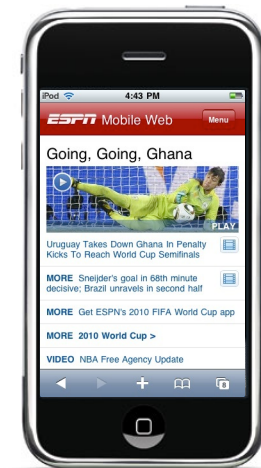 iPod 4:43 PM
ESPN Mobile Web Menu
Going, Going, Ghana
PLAY
Uruguay Takes Down Ghana In Penalty
Kicks To Reach World Cup Semifinals
MORE Sneijder's goal in 68th minute
decisive; Brazil unravels in second half
MORE Get ESPN's 2010 FIFA World Cup app
MORE 2010 World Cup >
VIDEO NBA Free Agency Update